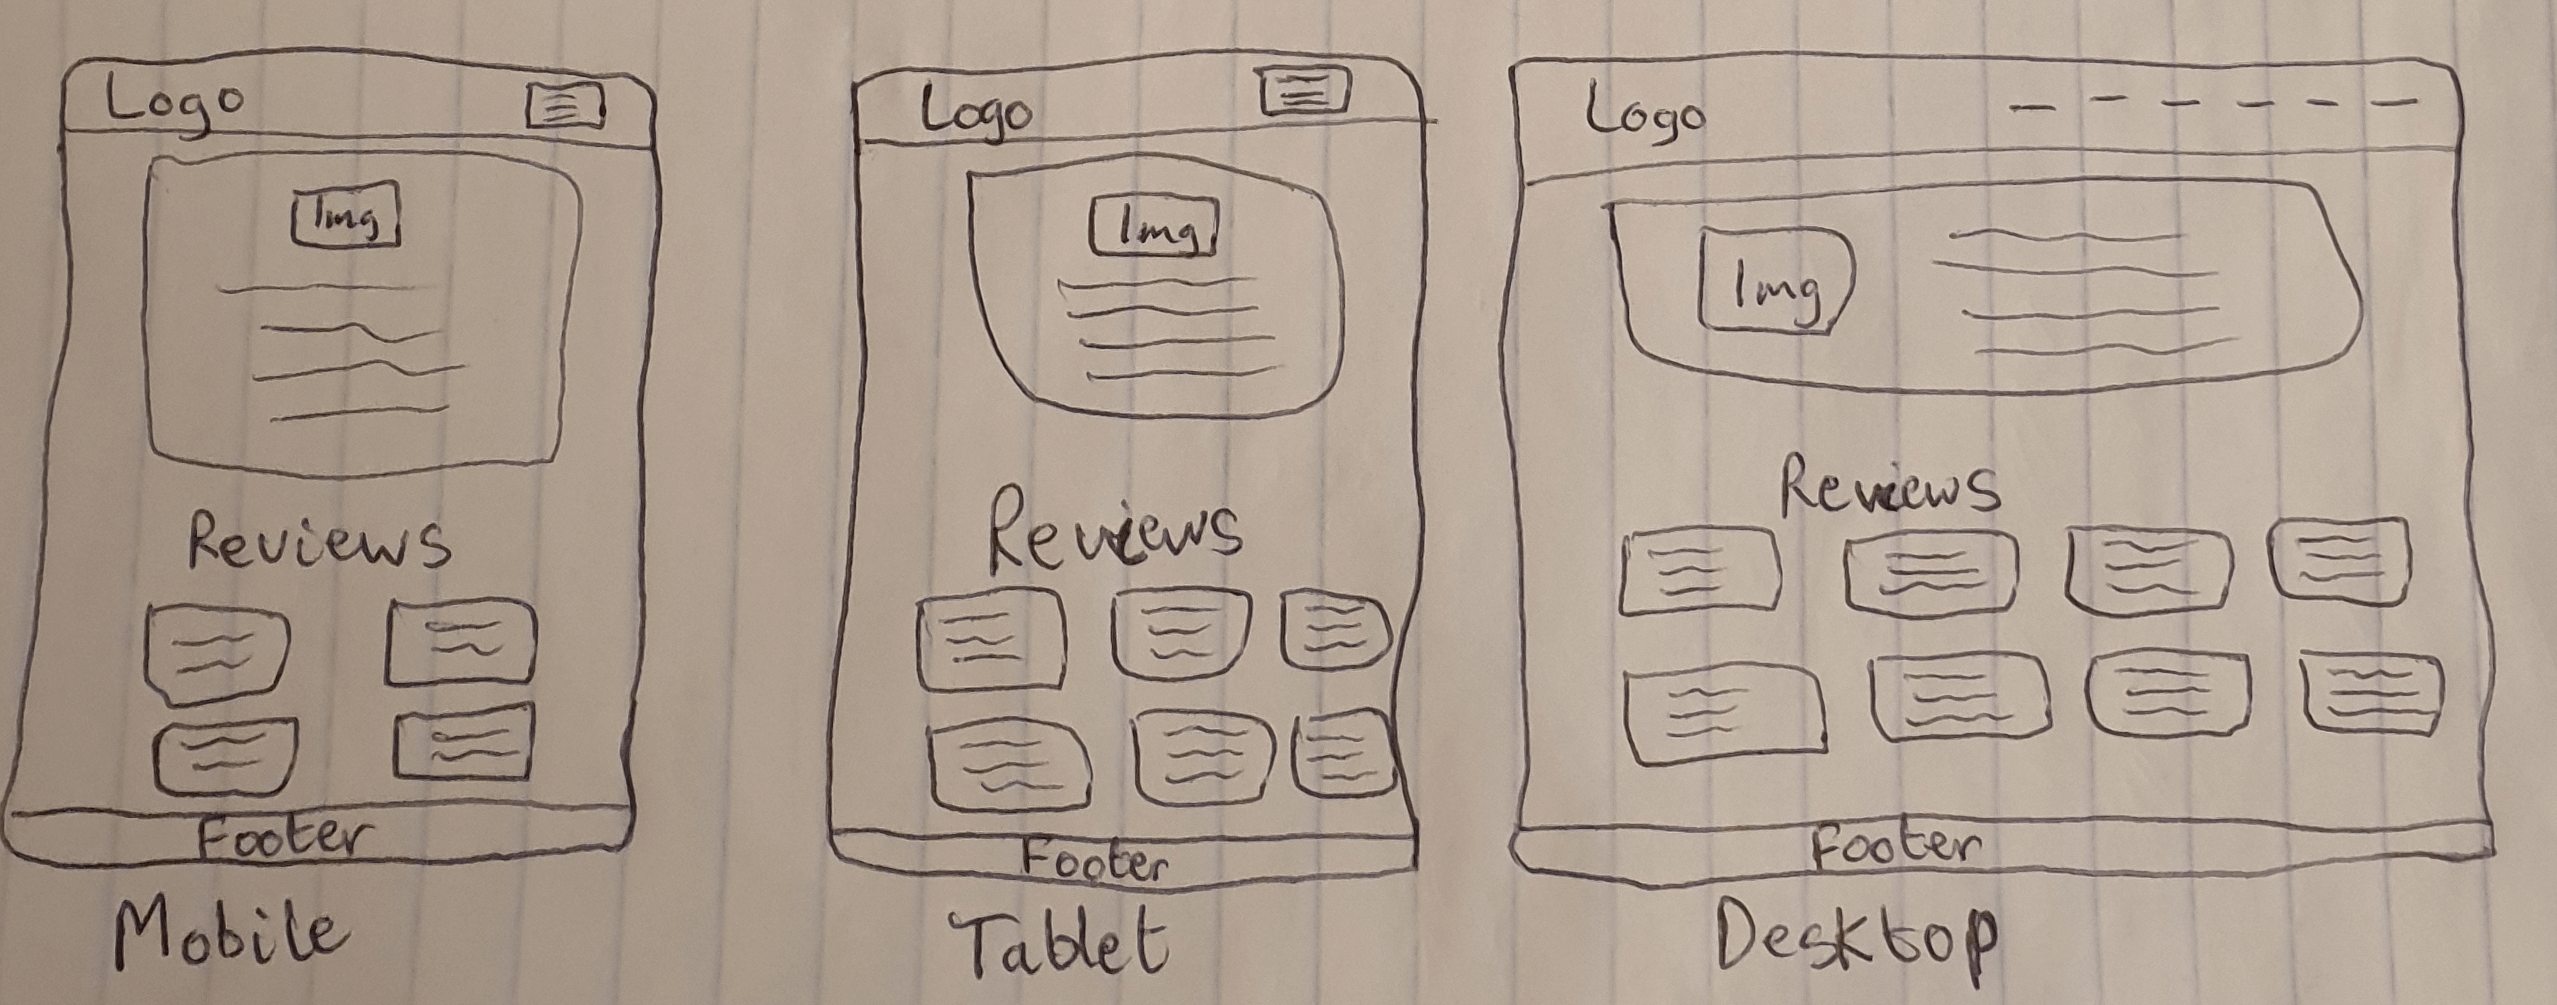 Logo
Img
Reviews
Footer
Mobile
Logo
Img
Reviews
Footer
Tablet
Logo
Img
Reviews
Footer
Desktop